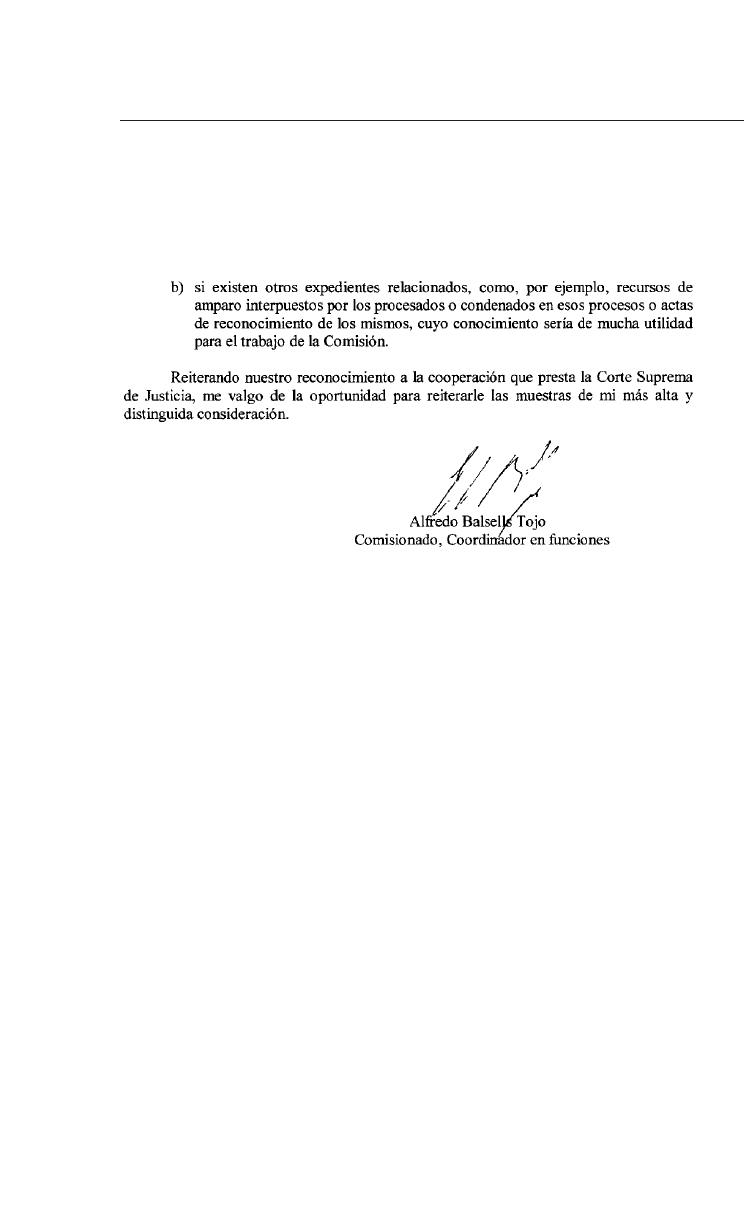 b) si existen otros expedientes relacionados, como, por ejemplo, recursos de
amparo interpuestos por los procesados o condenados en esos procesos o actas
de reconocimiento de los mismos, cuyo conocimiento sería de mucha utilidad
para el trabajo de la Comisión.
Reiterando nuestro reconocimiento a la cooperación que presta la Corte Suprema
de Justicia, me valgo de la oportunidad para reiterarle las muestras de mi más alta y
distinguida consideración.
Alfredo Balsells Tojo
Comisionado, Coordinador en funciones